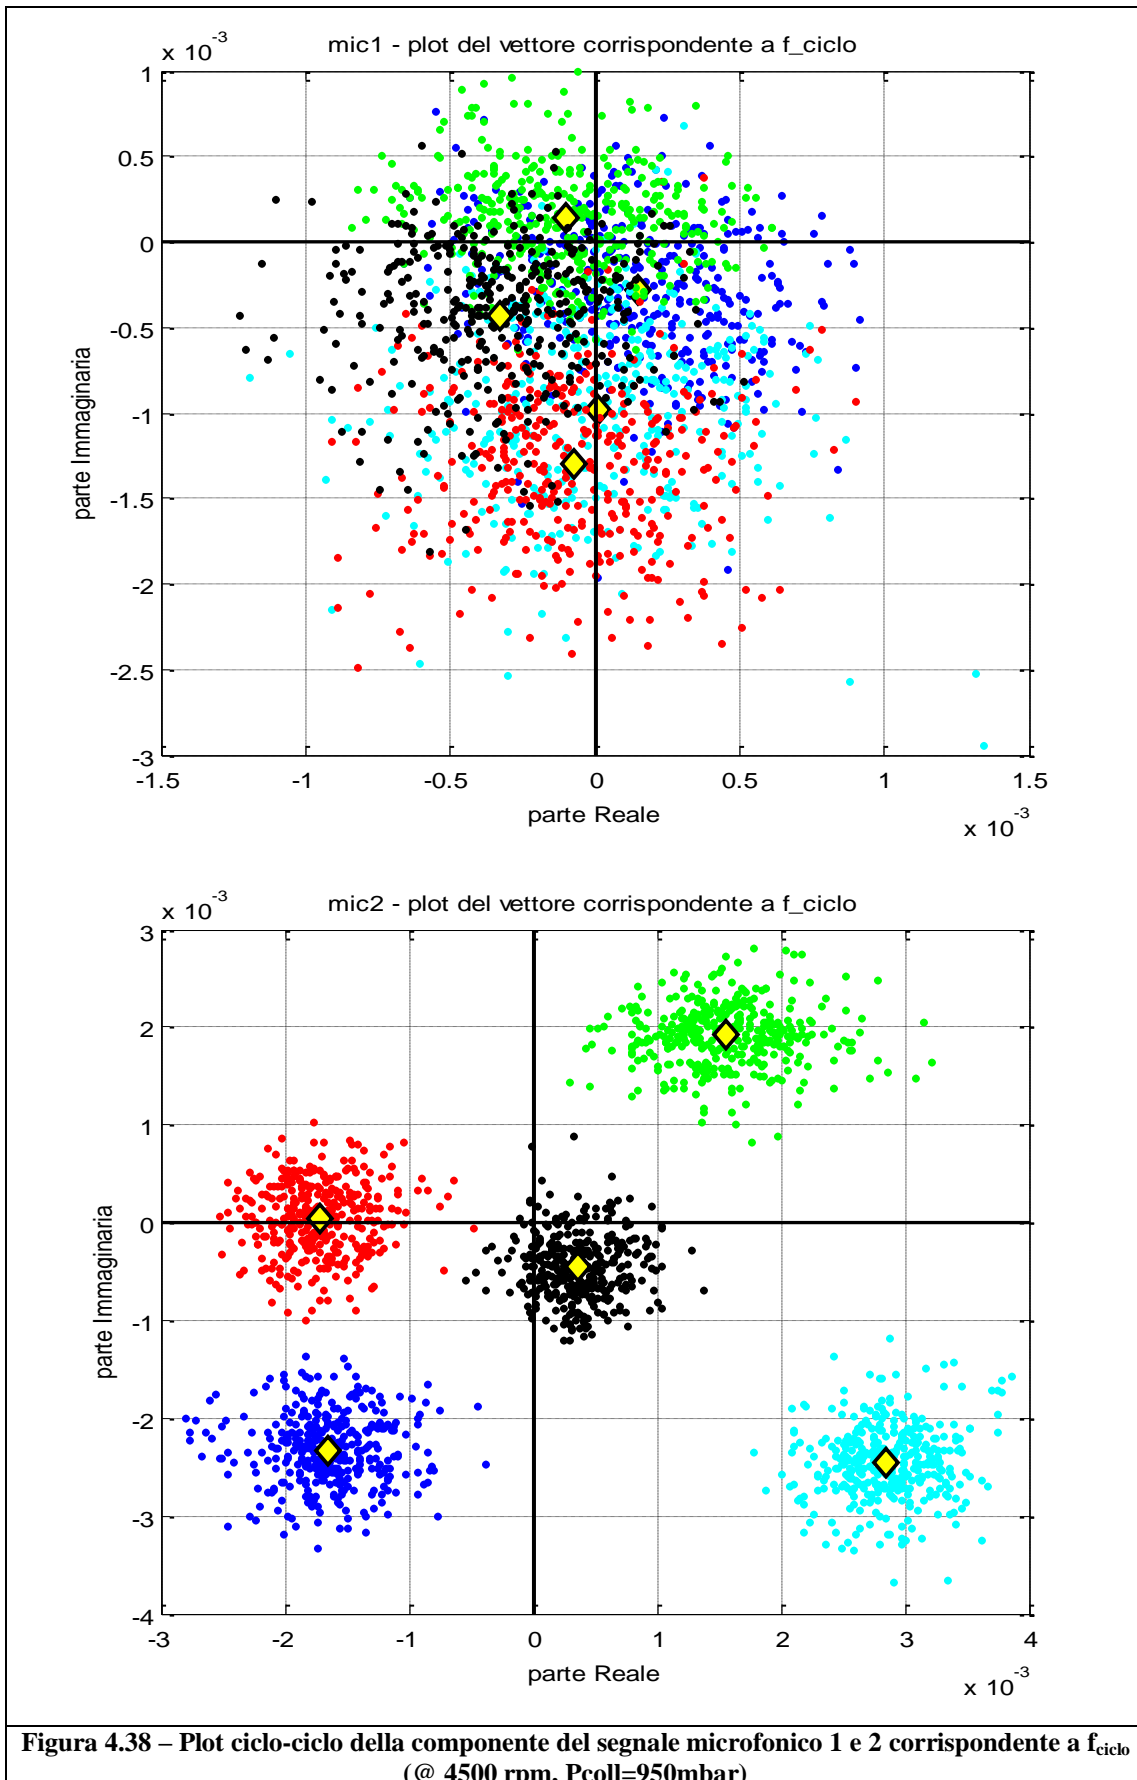 x 10^-3
mic1 - plot del vettore corrispondente a f_ciclo
1
0.5
0
-0.5
-1
-1.5
-2
-2.5
-3
parte Immaginaria
-1.5 -1 -0.5 0 0.5 1 1.5
parte Reale
x 10^-3
x 10^-3
mic2 - plot del vettore corrispondente a f_ciclo
3
2
1
0
-1
-2
-3
-4
parte Immaginaria
-3 -2 -1 0 1 2 3 4
parte Reale
x 10^-3
Figura 4.38 – Plot ciclo-ciclo della componente del segnale microfonico 1 e 2 corrispondente a f_ciclo
(@ 4500 rpm, Pcoll=950mbar)